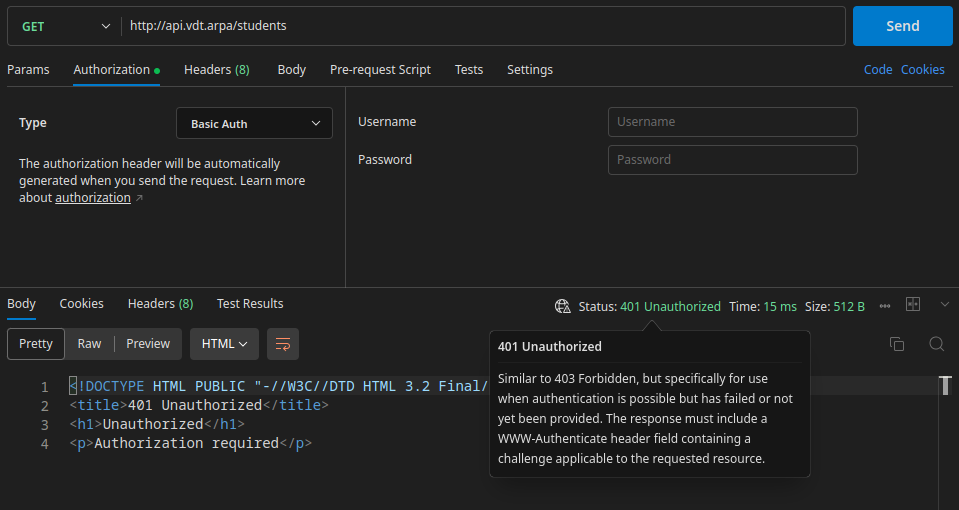 GET http://api.vdt.arpa/students Send
Params Authorization Headers (8) Body Pre-request Script Tests Settings Code Cookies
Type Basic Auth
The authorization header will be automatically
generated when you send the request. Learn more
about authorization
Username Username
Password Password
Body Cookies Headers (8) Test Results Status: 401 Unauthorized Time: 15 ms Size: 512 B
Pretty Raw Preview HTML
401 Unauthorized
Similar to 403 Forbidden, but specifically for use
when authentication is possible but has failed or not
yet been provided. The response must include a
WWW-Authenticate header field containing a
challenge applicable to the requested resource.
1 <!DOCTYPE HTML PUBLIC "-//W3C//DTD HTML 3.2 Final/
2 <title>401 Unauthorized</title>
3 <h1>Unauthorized</h1>
4 <p>Authorization required</p>